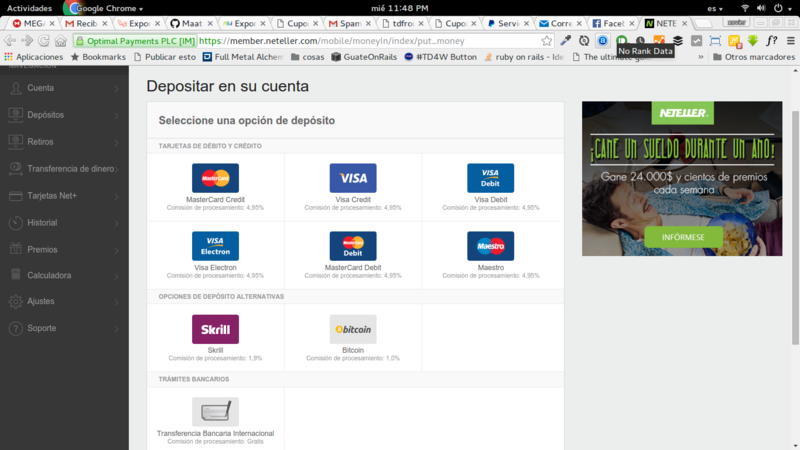 Actividades
Google Chrome ▾
mié 11:48 PM
es ▾
MEGA
Recib
Expor
Maat
Expor
Cupo
Gmail
tdfroc
Cupo
Servi
Corre
Faceb
NETE
Optimal Payments PLC [IM]
https://member.neteller.com/mobile/moneyIn/index/put_money
f?
No Rank Data
Aplicaciones
Bookmarks
Publicar esto
Full Metal Alchem
cosas
GuateOnRails
#TD4W Button
ruby on rails - Ide
The ultimate gu
Otros marcadores
Cuenta
Depósitos
Retiros
Transferencia de dinero
Tarjetas Net+
Historial
Premios
Calculadora
Ajustes
Soporte
Depositar en su cuenta
Seleccione una opción de depósito
TARJETAS DE DÉBITO Y CRÉDITO
MasterCard
VISA
VISA Debit
MasterCard Credit
Visa Credit
Visa Debit
Comisión de procesamiento: 4,95%
Comisión de procesamiento: 4,95%
Comisión de procesamiento: 4,95%
VISA Electron
MasterCard Debit
Maestro
Visa Electron
MasterCard Debit
Maestro
Comisión de procesamiento: 4,95%
Comisión de procesamiento: 4,95%
Comisión de procesamiento: 4,95%
OPCIONES DE DEPÓSITO ALTERNATIVAS
Skrill
bitcoin
Skrill
Bitcoin
Comisión de procesamiento: 1,9%
Comisión de procesamiento: 1,0%
TRÁMITES BANCARIOS
Transferencia Bancaria Internacional
Comisión de procesamiento: Gratis
NETELLER
¡GANE UN SUELDO DURANTE UN AÑO!
Gane 24.000$ y cientos de premios
cada semana
INFÓRMESE